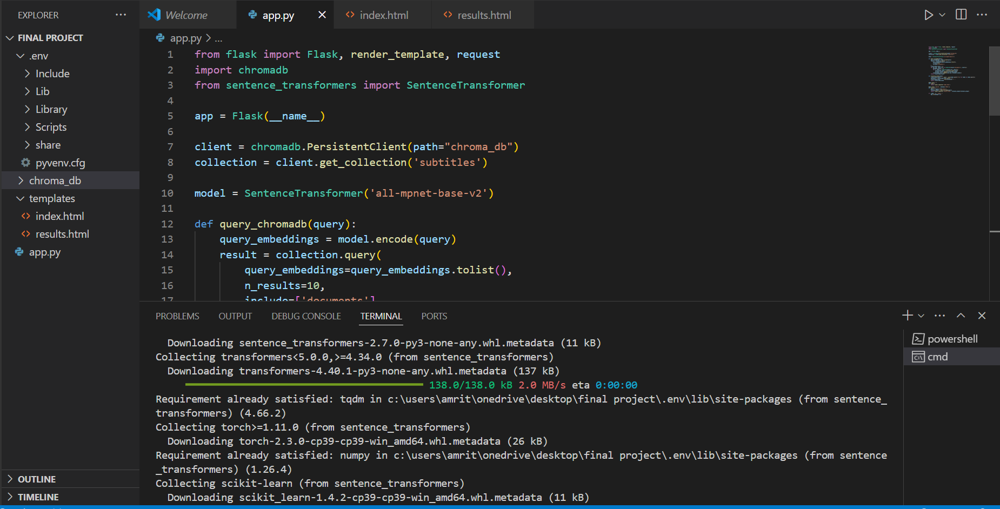 EXPLORER
FINAL PROJECT
.env
Include
Lib
Library
Scripts
share
pyvenv.cfg
chroma_db
templates
index.html
results.html
app.py
OUTLINE
TIMELINE
Welcome
app.py
index.html
results.html
app.py > ...
1 from flask import Flask, render_template, request
2 import chromadb
3 from sentence_transformers import SentenceTransformer
4
5 app = Flask(__name__)
6
7 client = chromadb.PersistentClient(path="chroma_db")
8 collection = client.get_collection('subtitles')
9
10 model = SentenceTransformer('all-mpnet-base-v2')
11
12 def query_chromadb(query):
13 query_embeddings = model.encode(query)
14 result = collection.query(
15 query_embeddings=query_embeddings.tolist(),
16 n_results=10,
17 include=['documents']
PROBLEMS OUTPUT DEBUG CONSOLE TERMINAL PORTS
Downloading sentence_transformers-2.7.0-py3-none-any.whl.metadata (11 kB)
Collecting transformers<5.0.0,>=4.34.0 (from sentence_transformers)
Downloading transformers-4.40.1-py3-none-any.whl.metadata (137 kB)
138.0/138.0 kB 2.0 MB/s eta 0:00:00
Requirement already satisfied: tqdm in c:\users\amrit\onedrive\desktop\final project\.env\lib\site-packages (from sentence_
transformers) (4.66.2)
Collecting torch>=1.11.0 (from sentence_transformers)
Downloading torch-2.3.0-cp39-cp39-win_amd64.whl.metadata (26 kB)
Requirement already satisfied: numpy in c:\users\amrit\onedrive\desktop\final project\.env\lib\site-packages (from sentence
_transformers) (1.26.4)
Collecting scikit-learn (from sentence_transformers)
Downloading scikit_learn-1.4.2-cp39-cp39-win_amd64.whl.metadata (11 kB)
powershell
cmd